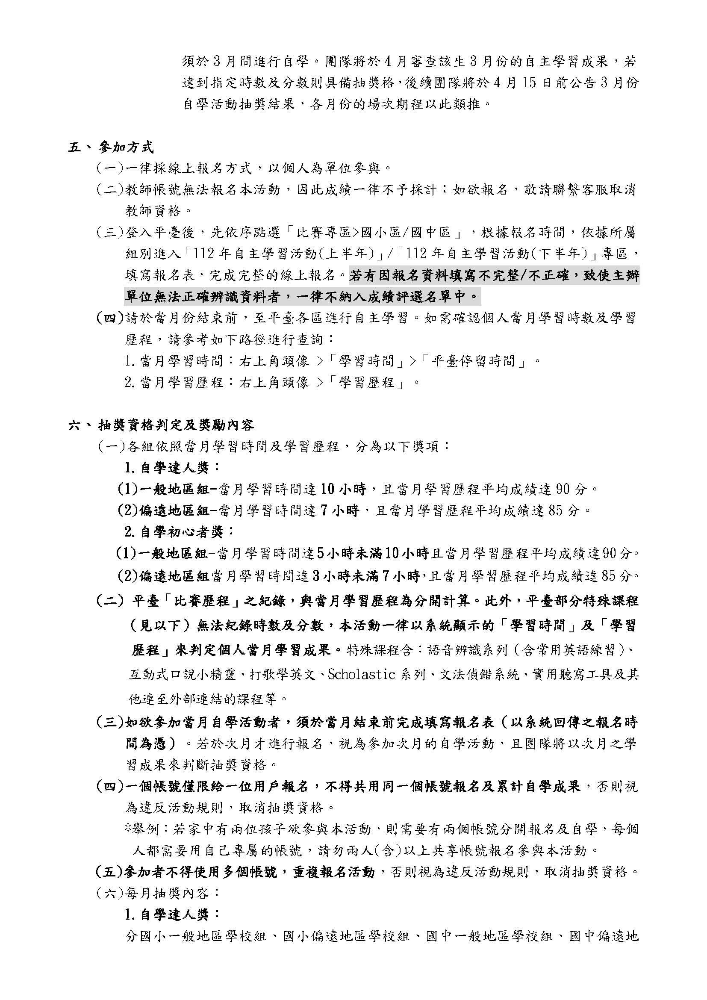 須於 3 月間進行自學。團隊將於 4 月審查該生 3 月份的自主學習成果，若
達到指定時數及分數則具備抽獎格，後續團隊將於 4 月 15 日前公告 3 月份
自學活動抽獎結果，各月份的場次期程以此類推。
五、參加方式
(一)一律採線上報名方式，以個人為單位參與。
(二)教師帳號無法報名本活動，因此成績一律不予採計；如欲報名，敬請聯繫客服取消
教師資格。
(三)登入平臺後，先依序點選「比賽專區>國小區/國中區」，根據報名時間，依據所屬
組別進入「112 年自主學習活動(上半年)」/「112 年自主學習活動(下半年)」專區，
填寫報名表，完成完整的線上報名。若有因報名資料填寫不完整/不正確，致使主辦
單位無法正確辨識資料者，一律不納入成績評選名單中。
(四)請於當月份結束前，至平臺各區進行自主學習。如需確認個人當月學習時數及學習
歷程，請參考如下路徑進行查詢：
1. 當月學習時間：右上角頭像 >「學習時間」>「平臺停留時間」。
2. 當月學習歷程：右上角頭像 >「學習歷程」。
六、抽獎資格判定及獎勵內容
(一)各組依照當月學習時間及學習歷程，分為以下獎項：
1. 自學達人獎：
(1)一般地區組-當月學習時間達 10 小時，且當月學習歷程平均成績達 90 分。
(2)偏遠地區組-當月學習時間達 7 小時，且當月學習歷程平均成績達 85 分。
2. 自學初心者獎：
(1)一般地區組-當月學習時間達 5 小時未滿 10 小時且當月學習歷程平均成績達 90 分。
(2)偏遠地區組當月學習時間達 3 小時未滿 7 小時，且當月學習歷程平均成績達 85 分。
(二) 平臺「比賽歷程」之紀錄，與當月學習歷程為分開計算。此外，平臺部分特殊課程
（見以下）無法紀錄時數及分數，本活動一律以系統顯示的「學習時間」及「學習
歷程」來判定個人當月學習成果。特殊課程含：語音辨識系列（含常用英語練習）、
互動式口說小精靈、打歌學英文、Scholastic 系列、文法偵錯系統、實用聽寫工具及其
他連至外部連結的課程等。
(三)如欲參加當月自學活動者，須於當月結束前完成填寫報名表（以系統回傳之報名時
間為憑）。若於次月才進行報名，視為參加次月的自學活動，且團隊將以次月之學
習成果來判斷抽獎資格。
(四)一個帳號僅限給一位用戶報名，不得共用同一個帳號報名及累計自學成果，否則視
為違反活動規則，取消抽獎資格。
*舉例：若家中有兩位孩子欲參與本活動，則需要有兩個帳號分開報名及自學，每個
人都需要用自己專屬的帳號，請勿兩人(含)以上共享帳號報名參與本活動。
(五)參加者不得使用多個帳號，重複報名活動，否則視為違反活動規則，取消抽獎資格。
(六)每月抽獎內容：
1. 自學達人獎：
分國小一般地區學校組、國小偏遠地區學校組、國中一般地區學校組、國中偏遠地